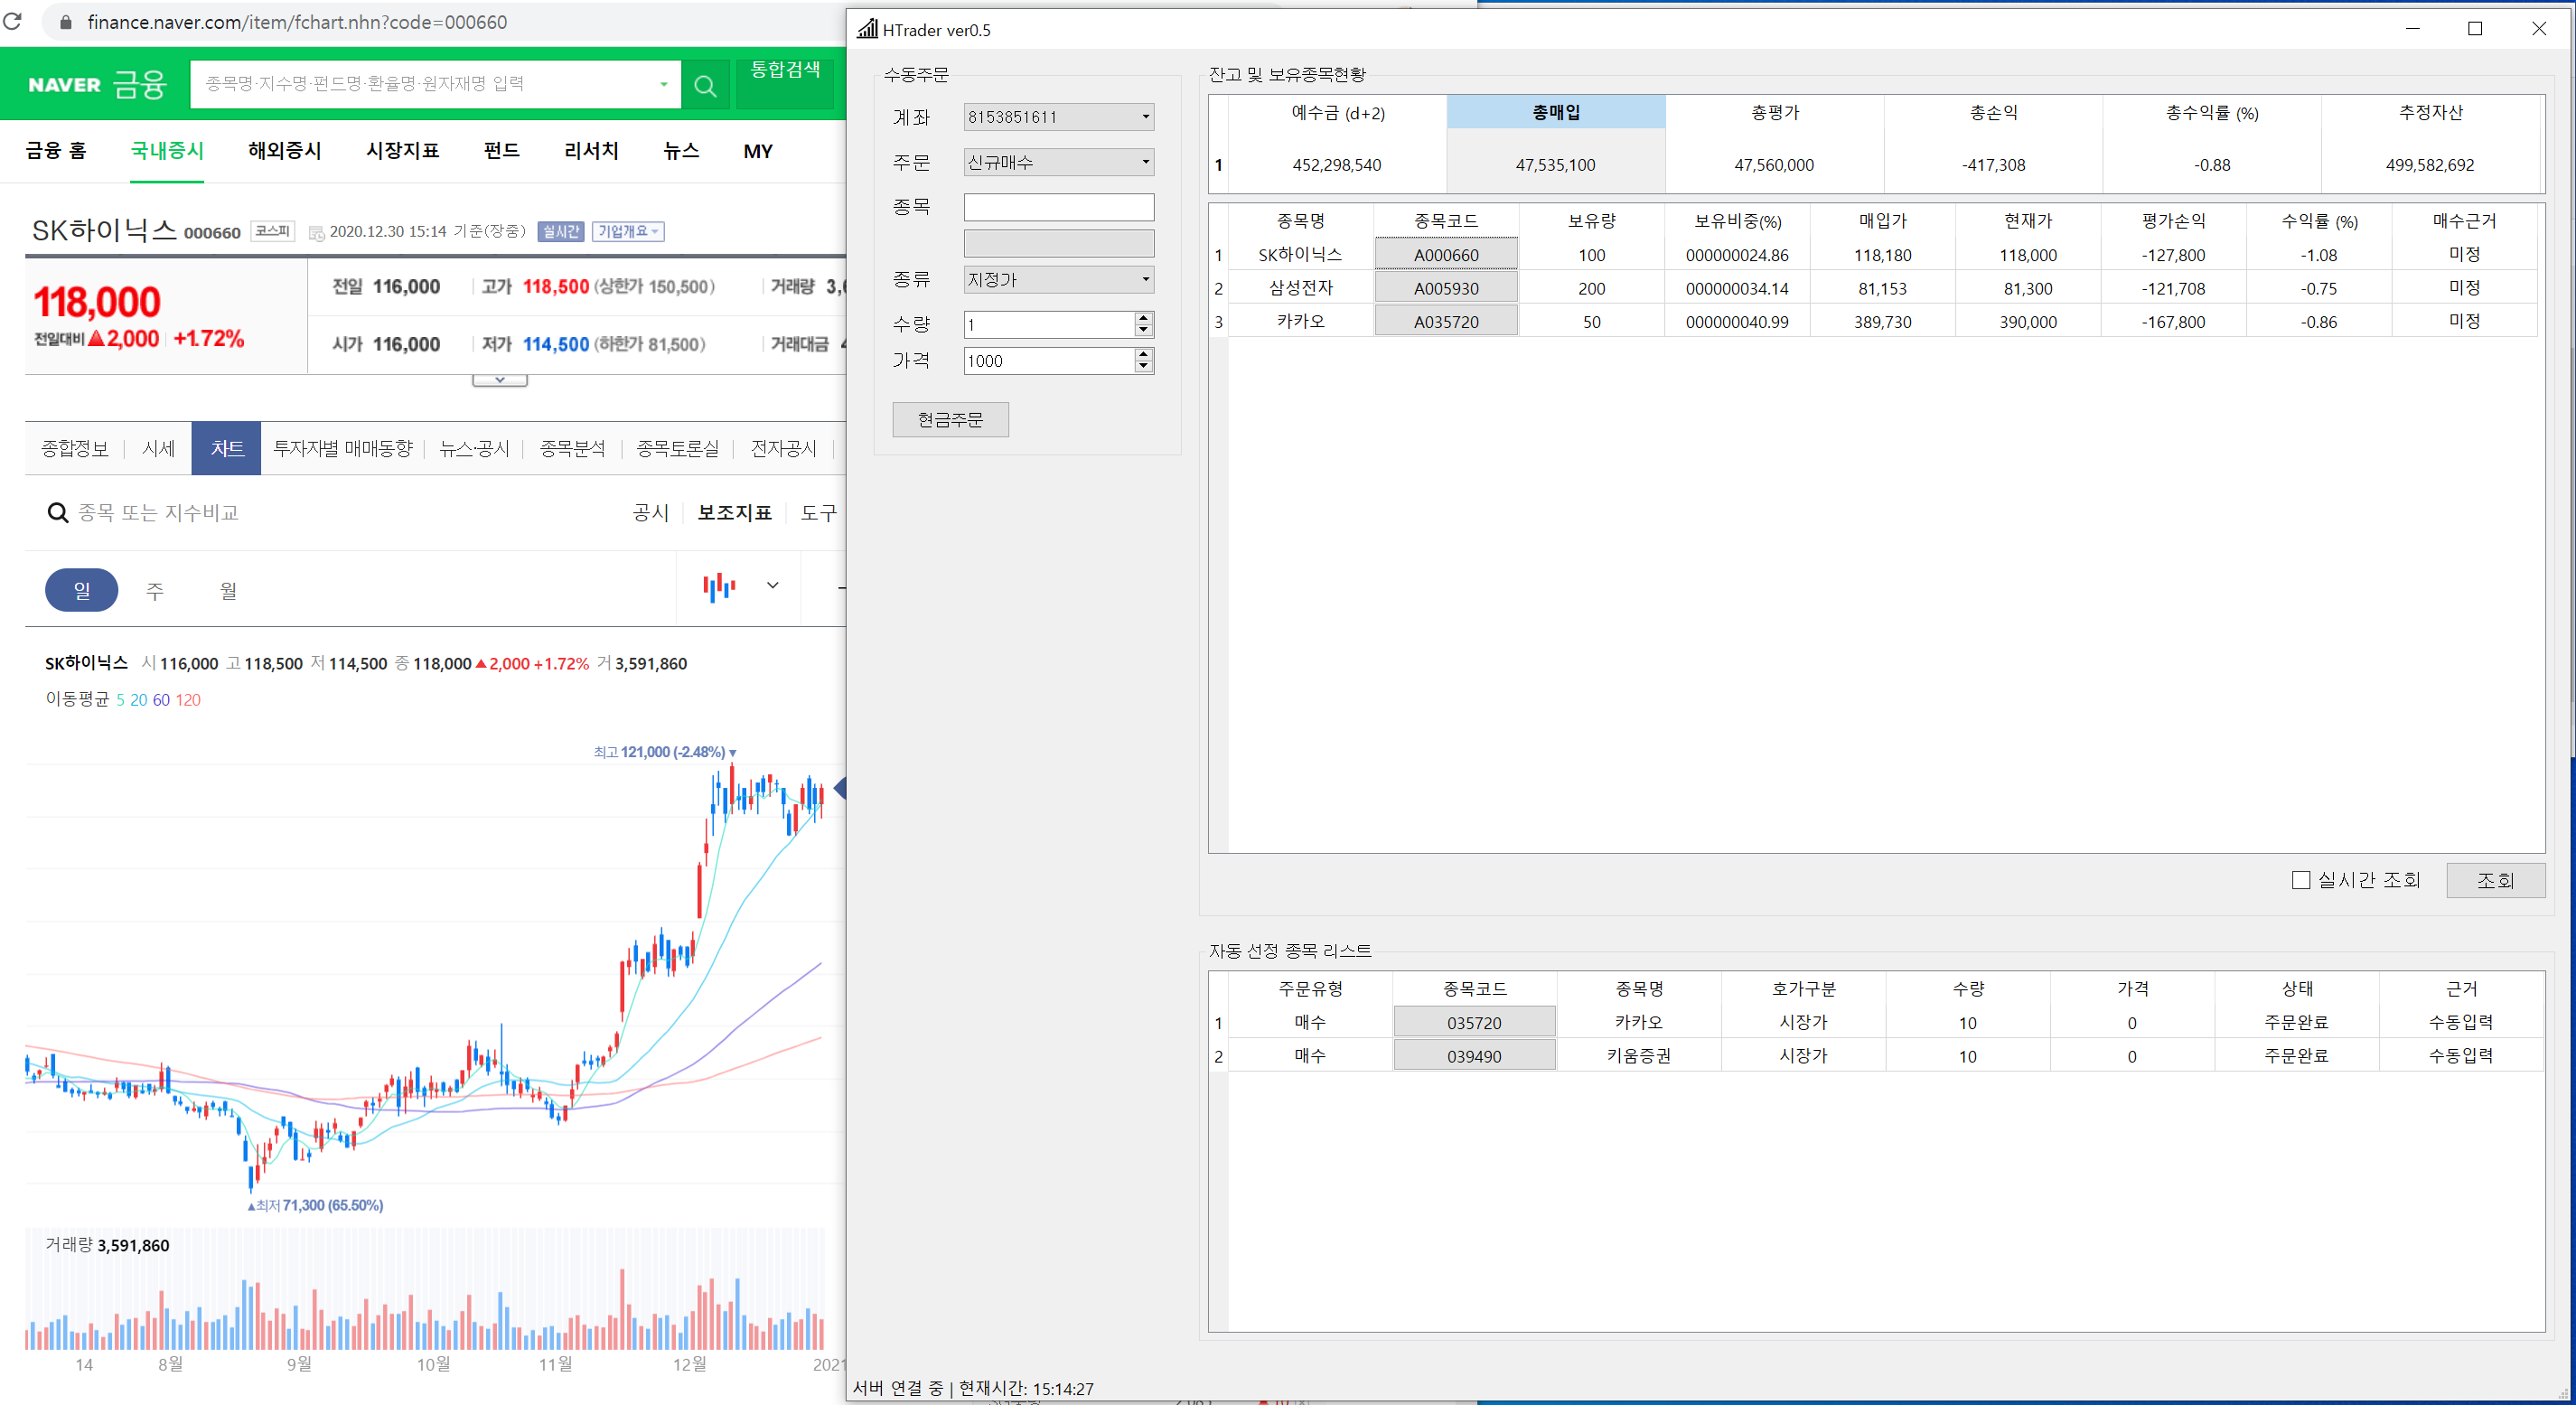 finance.naver.com/item/fchart.nhn?code=000660
NAVER 금융
종목명·지수명·펀드명·환율명·원자재명 입력
통합검색
금융 홈 국내증시 해외증시 시장지표 펀드 리서치 뉴스 MY
SK하이닉스 000660 코스피 2020.12.30 15:14 기준(장중) 실시간 기업개요
118,000
전일대비 ▲2,000 +1.72%
전일 116,000 고가 118,500 (상한가 150,500) 거래량
시가 116,000 저가 114,500 (하한가 81,500) 거래대금
종합정보 시세 차트 투자자별 매매동향 뉴스·공시 종목분석 종목토론실 전자공시
종목 또는 지수비교 공시 보조지표 도구
일 주 월
SK하이닉스 시 116,000 고 118,500 저 114,500 종 118,000 ▲2,000 +1.72% 거 3,591,860
이동평균 5 20 60 120
최고 121,000 (-2.48%) ▼
▲최저 71,300 (65.50%)
거래량 3,591,860
14 8월 9월 10월 11월 12월 2021
HTrader ver0.5
수동주문
계좌 8153851611
주문 신규매수
종목
종류 지정가
수량 1
가격 1000
현금주문
잔고 및 보유종목현황
예수금 (d+2) 총매입 총평가 총손익 총수익률 (%) 추정자산
1 452,298,540 47,535,100 47,560,000 -417,308 -0.88 499,582,692
종목명 종목코드 보유량 보유비중(%) 매입가 현재가 평가손익 수익률 (%) 매수근거
1 SK하이닉스 A000660 100 000000024.86 118,180 118,000 -127,800 -1.08 미정
2 삼성전자 A005930 200 000000034.14 81,153 81,300 -121,708 -0.75 미정
3 카카오 A035720 50 000000040.99 389,730 390,000 -167,800 -0.86 미정
실시간 조회 조회
자동 선정 종목 리스트
주문유형 종목코드 종목명 호가구분 수량 가격 상태 근거
1 매수 035720 카카오 시장가 10 0 주문완료 수동입력
2 매수 039490 키움증권 시장가 10 0 주문완료 수동입력
서버 연결 중 | 현재시간: 15:14:27